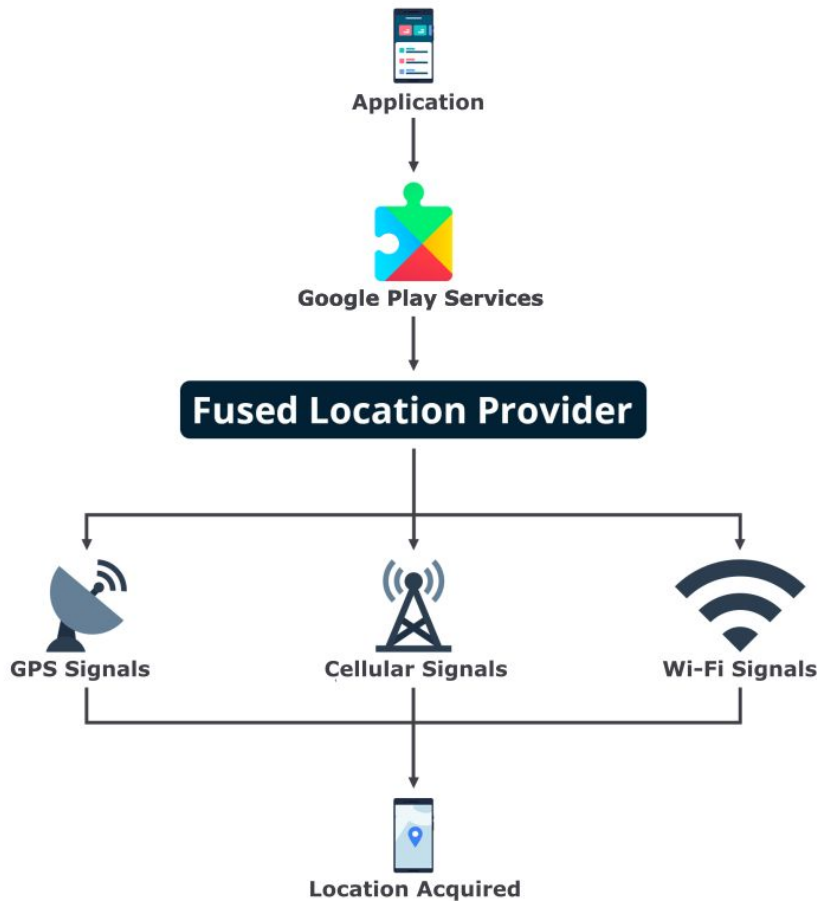 Application
Google Play Services
Fused Location Provider
GPS Signals
Cellular Signals
Wi-Fi Signals
Location Acquired